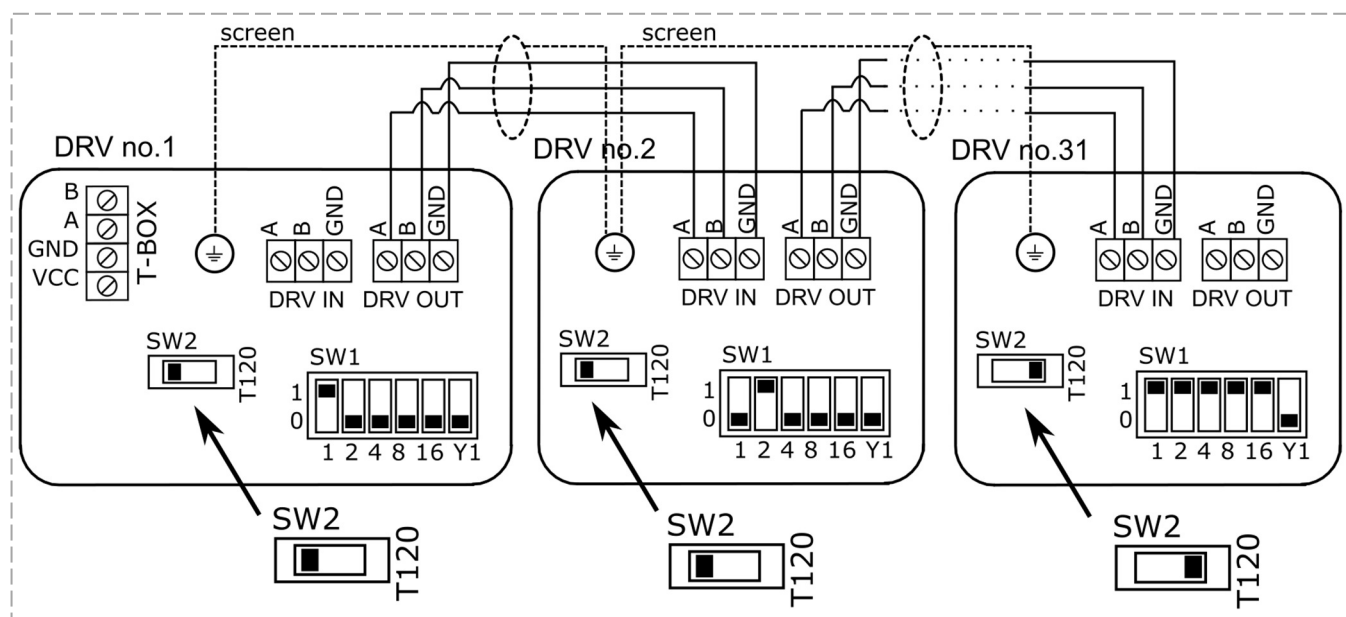 screen
screen
DRV no.1
DRV no.2
DRV no.31
B
A
GND
VCC
T-BOX
A
B
GND
A
B
GND
DRV IN
DRV OUT
SW2
T120
SW1
1
0
1 2 4 8 16 Y1
A
B
GND
A
B
GND
DRV IN
DRV OUT
SW2
T120
SW1
1
0
1 2 4 8 16 Y1
A
B
GND
A
B
GND
DRV IN
DRV OUT
SW2
T120
SW1
1
0
1 2 4 8 16 Y1
SW2
T120
SW2
T120
SW2
T120